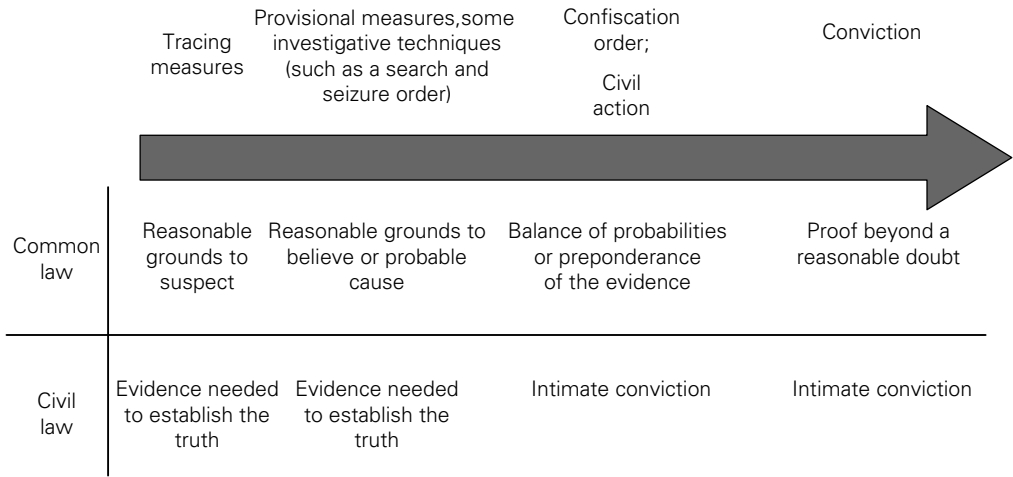 Tracing
measures
Provisional measures,some
investigative techniques
(such as a search and
seizure order)
Confiscation
order;
Civil
action
Conviction
Common
law
Reasonable
grounds to
suspect
Reasonable grounds to
believe or probable
cause
Balance of probabilities
or preponderance
of the evidence
Proof beyond a
reasonable doubt
Civil
law
Evidence needed
to establish the
truth
Evidence needed
to establish the
truth
Intimate conviction
Intimate conviction